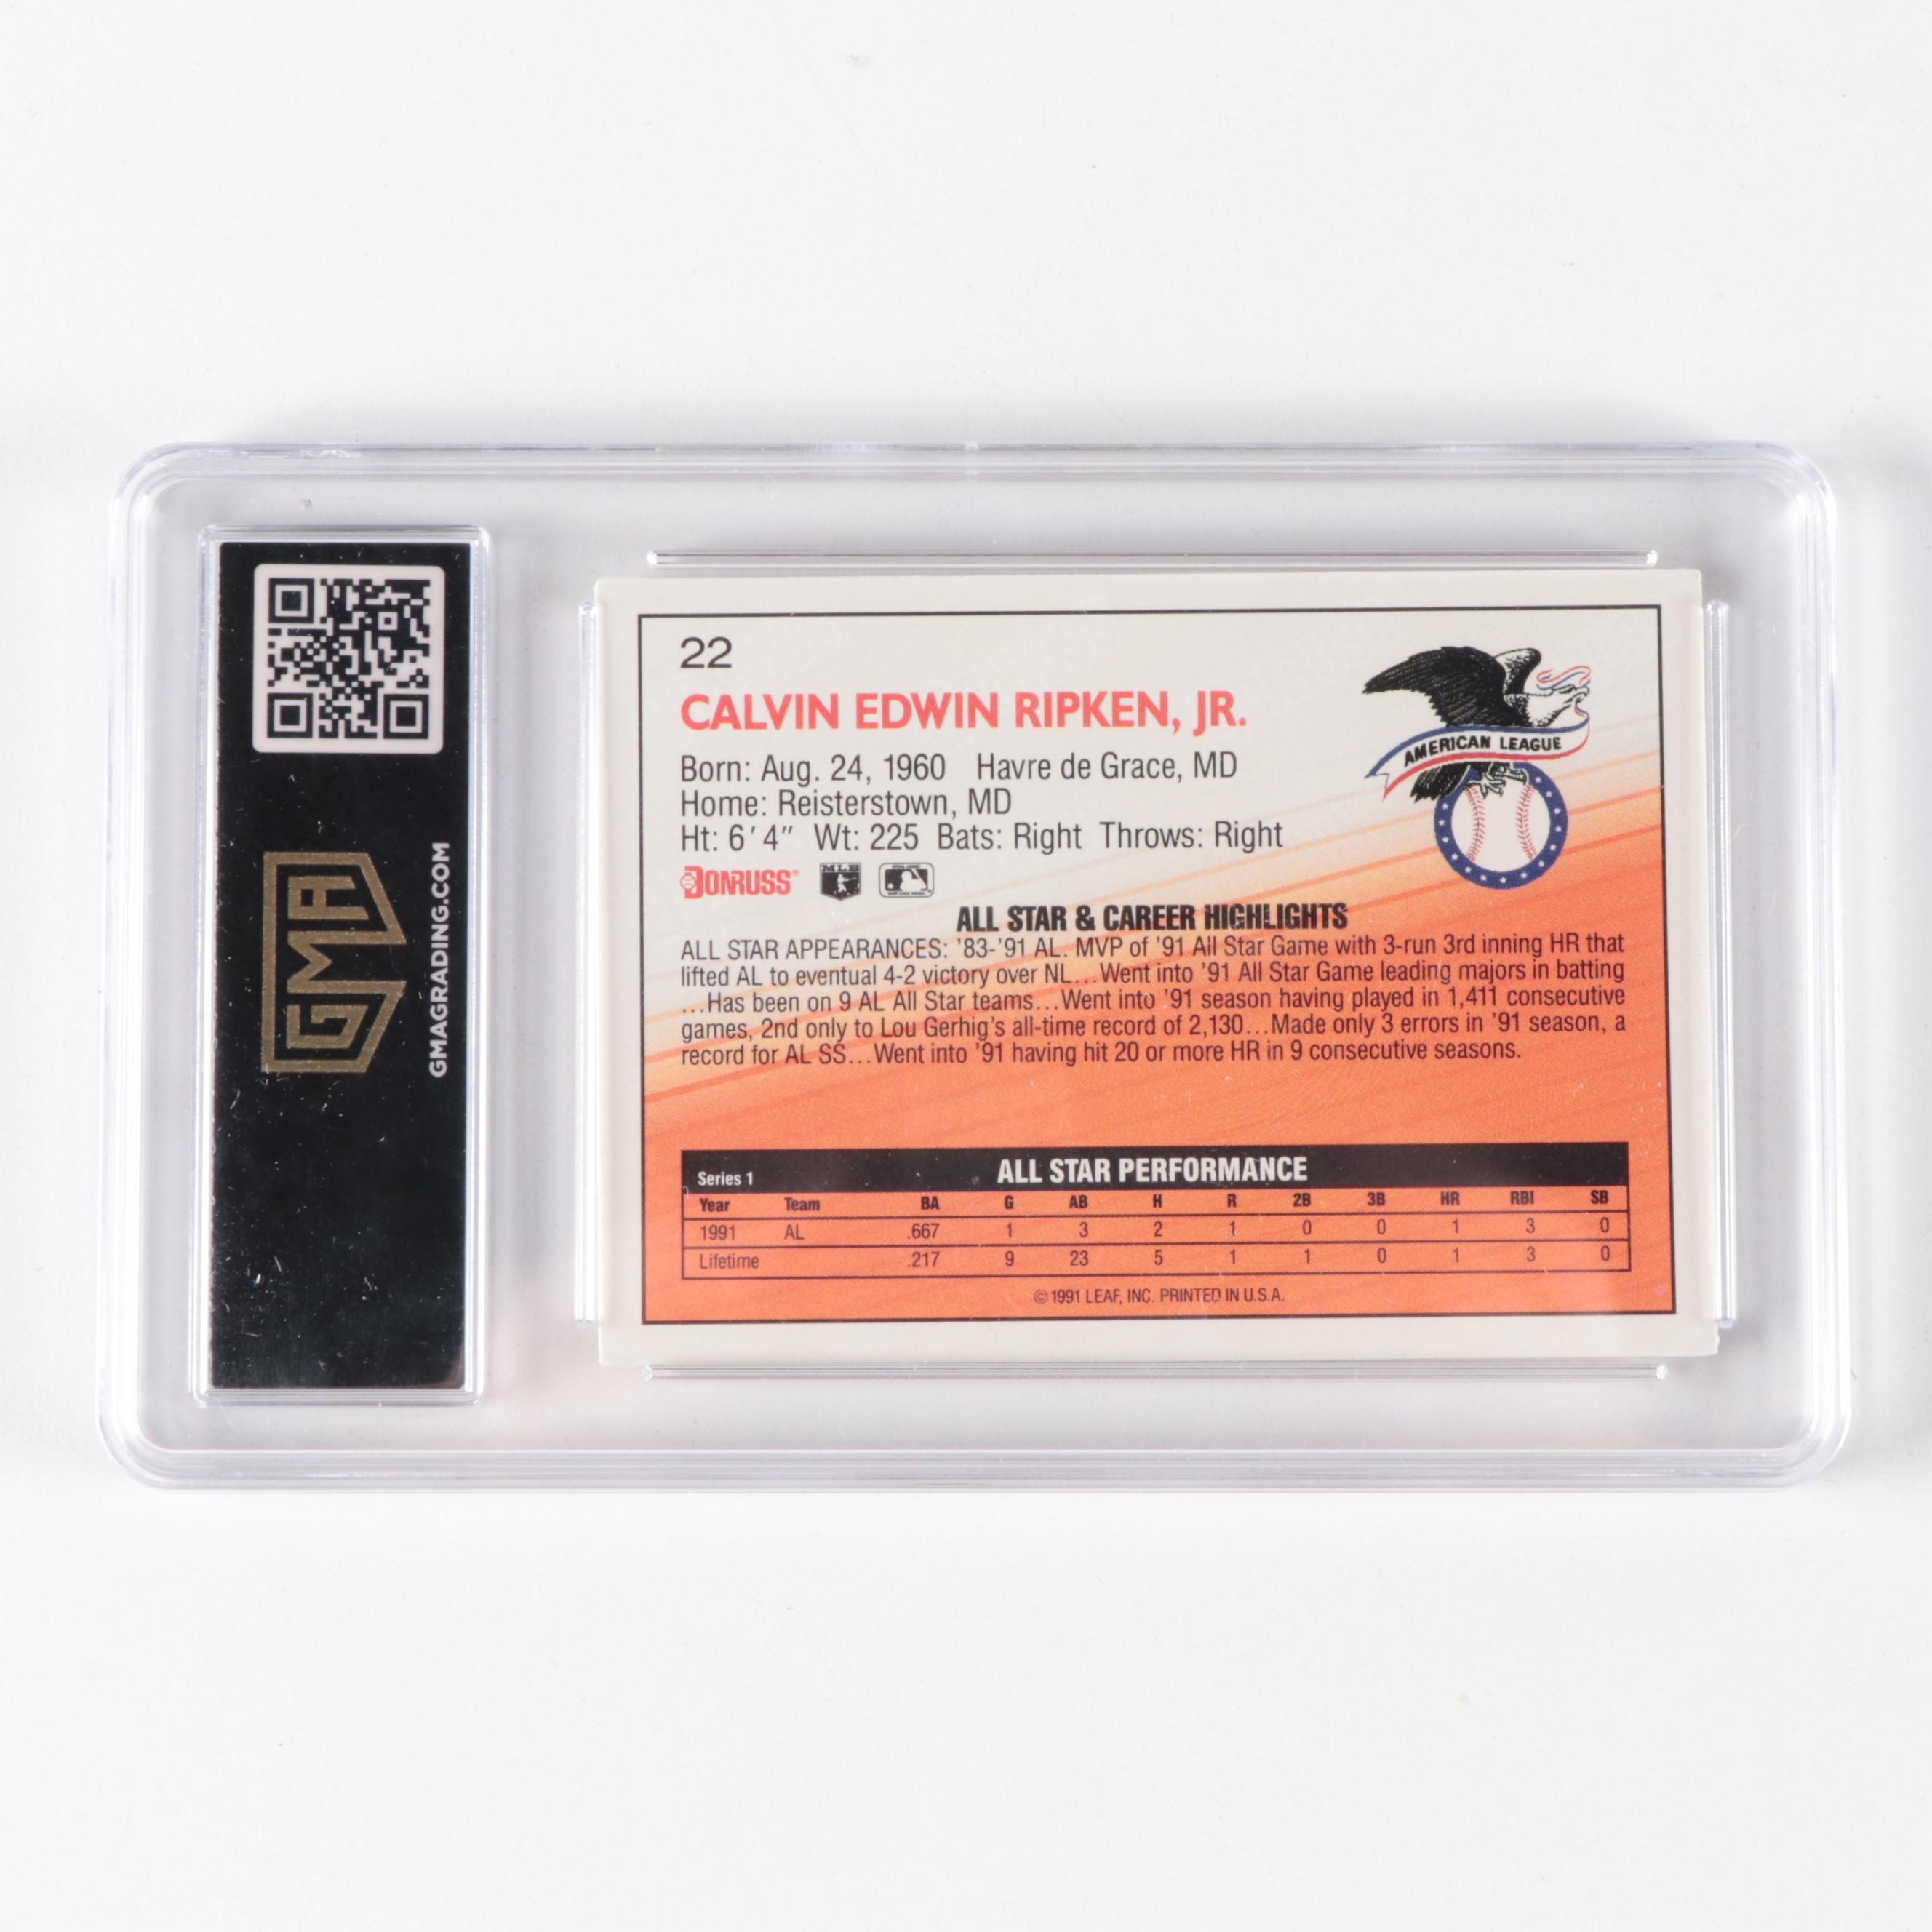 GMA
GMAGRADING.COM
22
CALVIN EDWIN RIPKEN, JR.
Born: Aug. 24, 1960 Havre de Grace, MD
Home: Reisterstown, MD
Ht: 6'4" Wt: 225 Bats: Right Throws: Right
DONRUSS®
MLB
AMERICAN LEAGUE
ALL STAR & CAREER HIGHLIGHTS
ALL STAR APPEARANCES: '83-'91 AL. MVP of '91 All Star Game with 3-run 3rd inning HR that
lifted AL to eventual 4-2 victory over NL...Went into '91 All Star Game leading majors in batting
...Has been on 9 AL All Star teams...Went into '91 season having played in 1,411 consecutive
games, 2nd only to Lou Gerhig's all-time record of 2,130...Made only 3 errors in '91 season, a
record for AL SS...Went into '91 having hit 20 or more HR in 9 consecutive seasons.
Series 1 ALL STAR PERFORMANCE
Year Team BA G AB H R 2B 3B HR RBI SB
1991 AL .667 1 3 2 1 0 0 1 3 0
Lifetime .217 9 23 5 1 1 0 1 3 0
© 1991 LEAF, INC. PRINTED IN U.S.A.